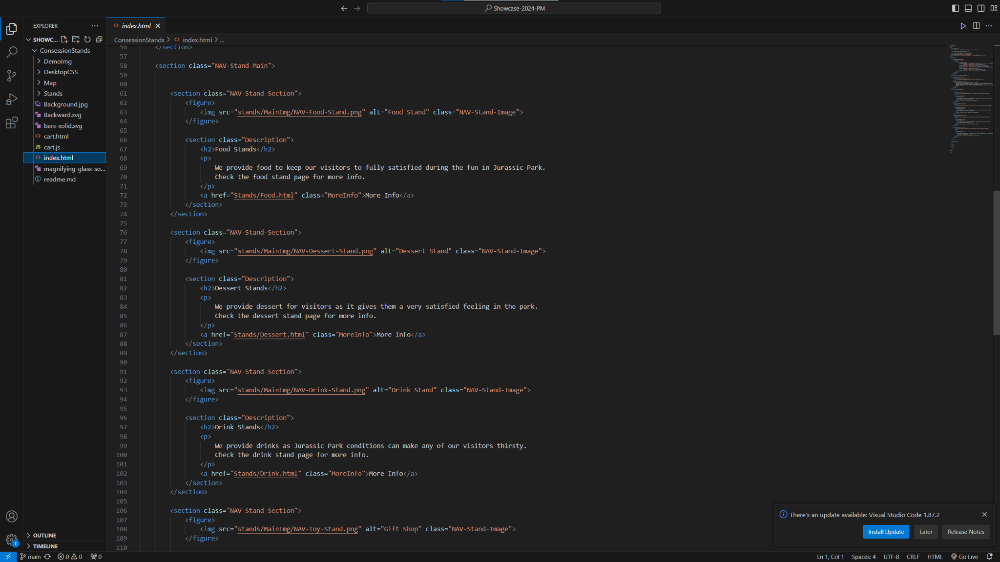 Showcase-2024-PM
EXPLORER
index.html
SHOWC...
ConsessionStands > index.html > ...
ConsessionStands
DemoImg
DesktopCSS
Map
Stands
Background.jpg
Backward.svg
bars-solid.svg
cart.html
JS cart.js
index.html
magnifying-glass-so...
readme.md
OUTLINE
TIMELINE
56 </section>
57
58 <section class="NAV-Stand-Main">
59
60
61 <section class="NAV-Stand-Section">
62 <figure>
63 <img src="stands/MainImg/NAV-Food-Stand.png" alt="Food Stand" class="NAV-Stand-Image">
64 </figure>
65
66 <section class="Description">
67 <h2>Food Stands</h2>
68 <p>
69 We provide food to keep our visitors to fully satisfied during the fun in Jurassic Park.
70 Check the food stand page for more info.
71 </p>
72 <a href="Stands/Food.html" class="MoreInfo">More Info</a>
73 </section>
74 </section>
75
76 <section class="NAV-Stand-Section">
77 <figure>
78 <img src="stands/MainImg/NAV-Dessert-Stand.png" alt="Dessert Stand" class="NAV-Stand-Image">
79 </figure>
80
81 <section class="Description">
82 <h2>Dessert Stands</h2>
83 <p>
84 We provide dessert for visitors as it gives them a very satisfied feeling in the park.
85 Check the dessert stand page for more info.
86 </p>
87 <a href="Stands/Dessert.html" class="MoreInfo">More Info</a>
88 </section>
89 </section>
90
91 <section class="NAV-Stand-Section">
92 <figure>
93 <img src="stands/MainImg/NAV-Drink-Stand.png" alt="Drink Stand" class="NAV-Stand-Image">
94 </figure>
95
96 <section class="Description">
97 <h2>Drink Stands</h2>
98 <p>
99 We provide drinks as Jurassic Park conditions can make any of our visitors thirsty.
100 Check the drink stand page for more info.
101 </p>
102 <a href="Stands/Drink.html" class="MoreInfo">More Info</a>
103 </section>
104 </section>
105
106 <section class="NAV-Stand-Section">
107 <figure>
108 <img src="stands/MainImg/NAV-Toy-Stand.png" alt="Gift Shop" class="NAV-Stand-Image">
109 </figure>
110
There's an update available: Visual Studio Code 1.87.2
Install Update Later Release Notes
1
main 0 0 0 Ln 1, Col 1 Spaces: 4 UTF-8 CRLF HTML Go Live